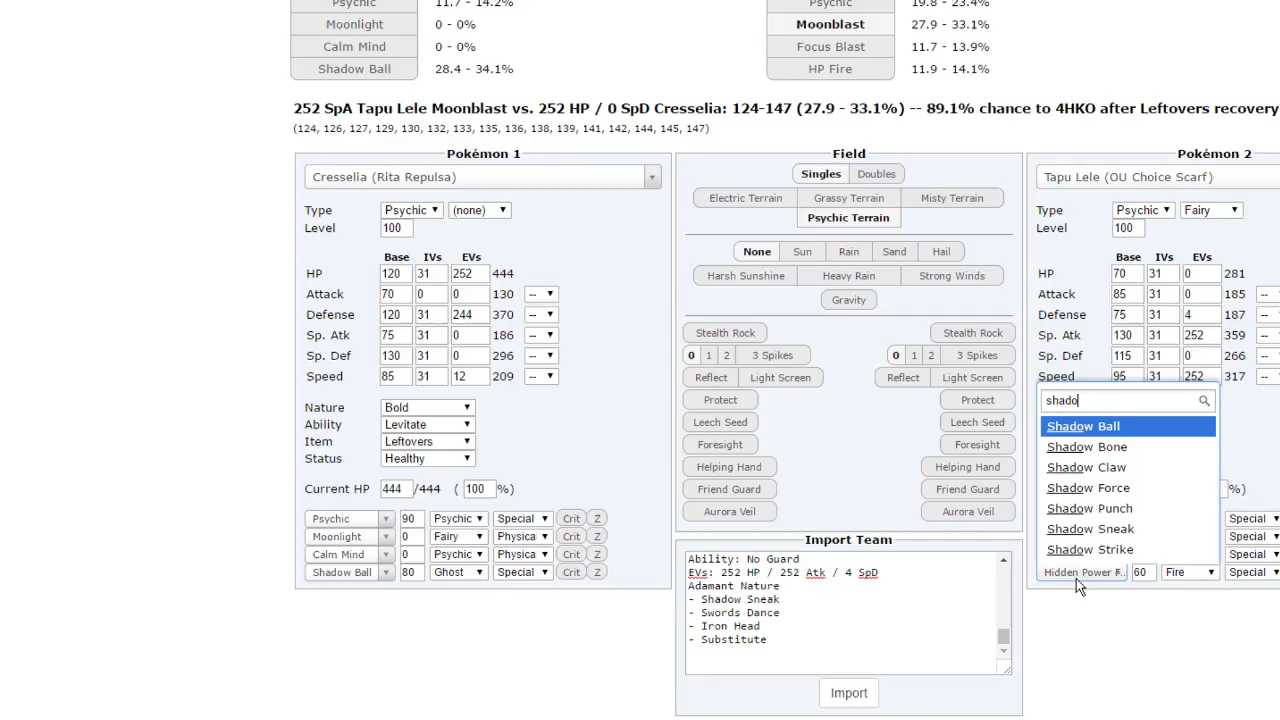 Psychic 11.7 - 14.2% Psychic 19.8 - 23.4%
Moonlight 0 - 0% Moonblast 27.9 - 33.1%
Calm Mind 0 - 0% Focus Blast 11.7 - 13.9%
Shadow Ball 28.4 - 34.1% HP Fire 11.9 - 14.1%
252 SpA Tapu Lele Moonblast vs. 252 HP / 0 SpD Cresselia: 124-147 (27.9 - 33.1%) -- 89.1% chance to 4HKO after Leftovers recovery
(124, 126, 127, 129, 130, 132, 133, 135, 136, 138, 139, 141, 142, 144, 145, 147)
Pokémon 1
Cresselia (Rita Repulsa)
Type Psychic (none)
Level 100
Base IVs EVs
HP 120 31 252 444
Attack 70 0 0 130 --
Defense 120 31 244 370 --
Sp. Atk 75 31 0 186 --
Sp. Def 130 31 0 296 --
Speed 85 31 12 209 --
Nature Bold
Ability Levitate
Item Leftovers
Status Healthy
Current HP 444 /444 ( 100 %)
Psychic 90 Psychic Special Crit Z
Moonlight 0 Fairy Physica Crit Z
Calm Mind 0 Psychic Physica Crit Z
Shadow Ball 80 Ghost Special Crit Z
Field
Singles Doubles
Electric Terrain Grassy Terrain Misty Terrain
Psychic Terrain
None Sun Rain Sand Hail
Harsh Sunshine Heavy Rain Strong Winds
Gravity
Stealth Rock Stealth Rock
0 1 2 3 Spikes 0 1 2 3 Spikes
Reflect Light Screen Reflect Light Screen
Protect Protect
Leech Seed Leech Seed
Foresight Foresight
Helping Hand Helping Hand
Friend Guard Friend Guard
Aurora Veil Aurora Veil
Import Team
Ability: No Guard
EVs: 252 HP / 252 Atk / 4 SpD
Adamant Nature
- Shadow Sneak
- Swords Dance
- Iron Head
- Substitute
Import
Pokémon 2
Tapu Lele (OU Choice Scarf)
Type Psychic Fairy
Level 100
Base IVs EVs
HP 70 31 0 281
Attack 85 31 0 185 --
Defense 75 31 4 187 --
Sp. Atk 130 31 252 359 --
Sp. Def 115 31 0 266 --
Speed 95 31 252 317 --
shado
Shadow Ball
Shadow Bone
Shadow Claw
Shadow Force
Shadow Punch
Shadow Sneak
Shadow Strike
%)
Special
Special
Special
Hidden Power F.. 60 Fire Special